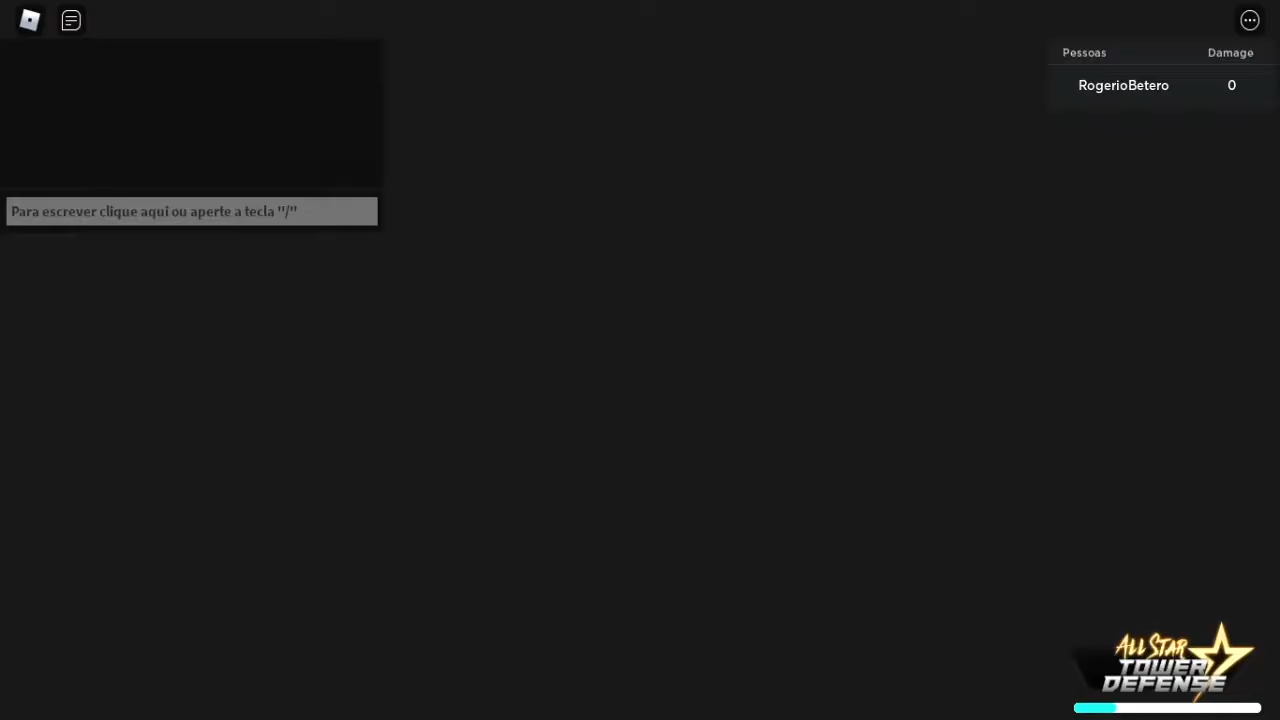 Pessoas Damage
RogerioBetero 0
Para escrever clique aqui ou aperte a tecla "/"
ALL STAR
TOWER
DEFENSE